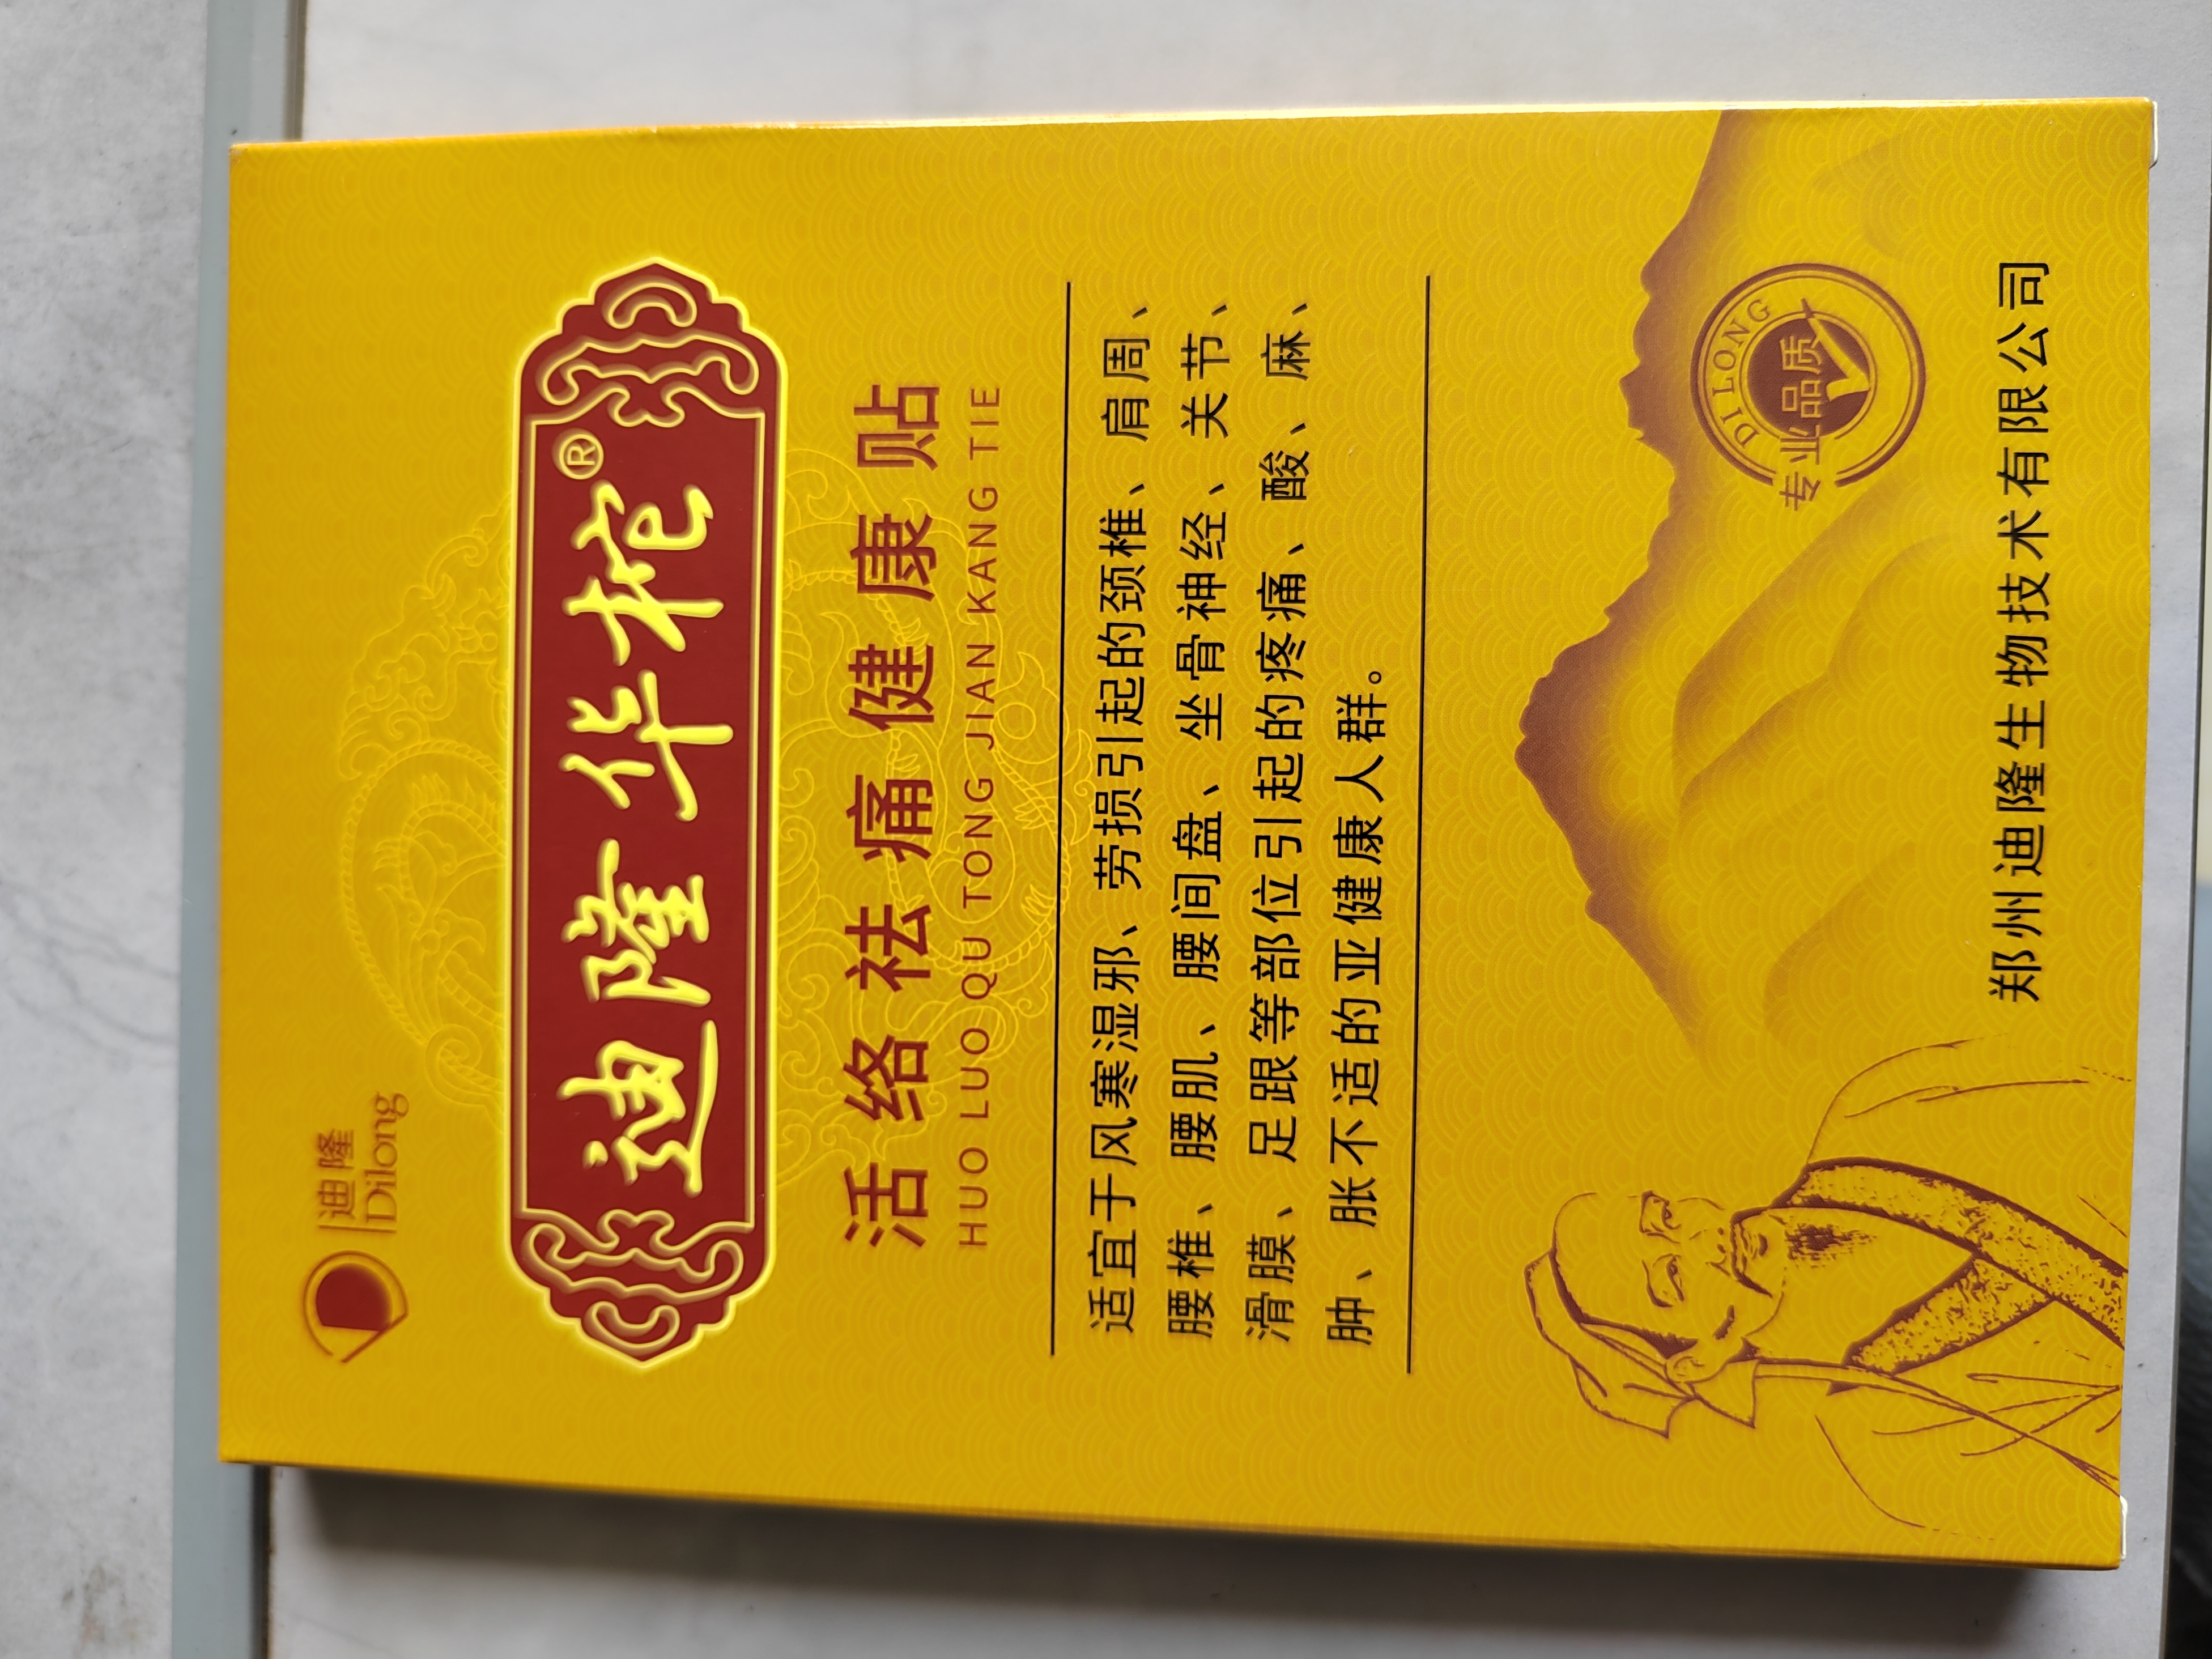 迪隆
Dilong
迪隆华佗®
活络祛痛健康贴
HUO LUO QU TONG JIAN KANG TIE
适宜于风寒湿邪、劳损引起的颈椎、肩周、
腰椎、腰肌、腰间盘、坐骨神经、关节、
滑膜、足跟等部位引起的疼痛、酸、麻、
肿、胀不适的亚健康人群。
DI LONG
专业品质
郑州迪隆生物技术有限公司